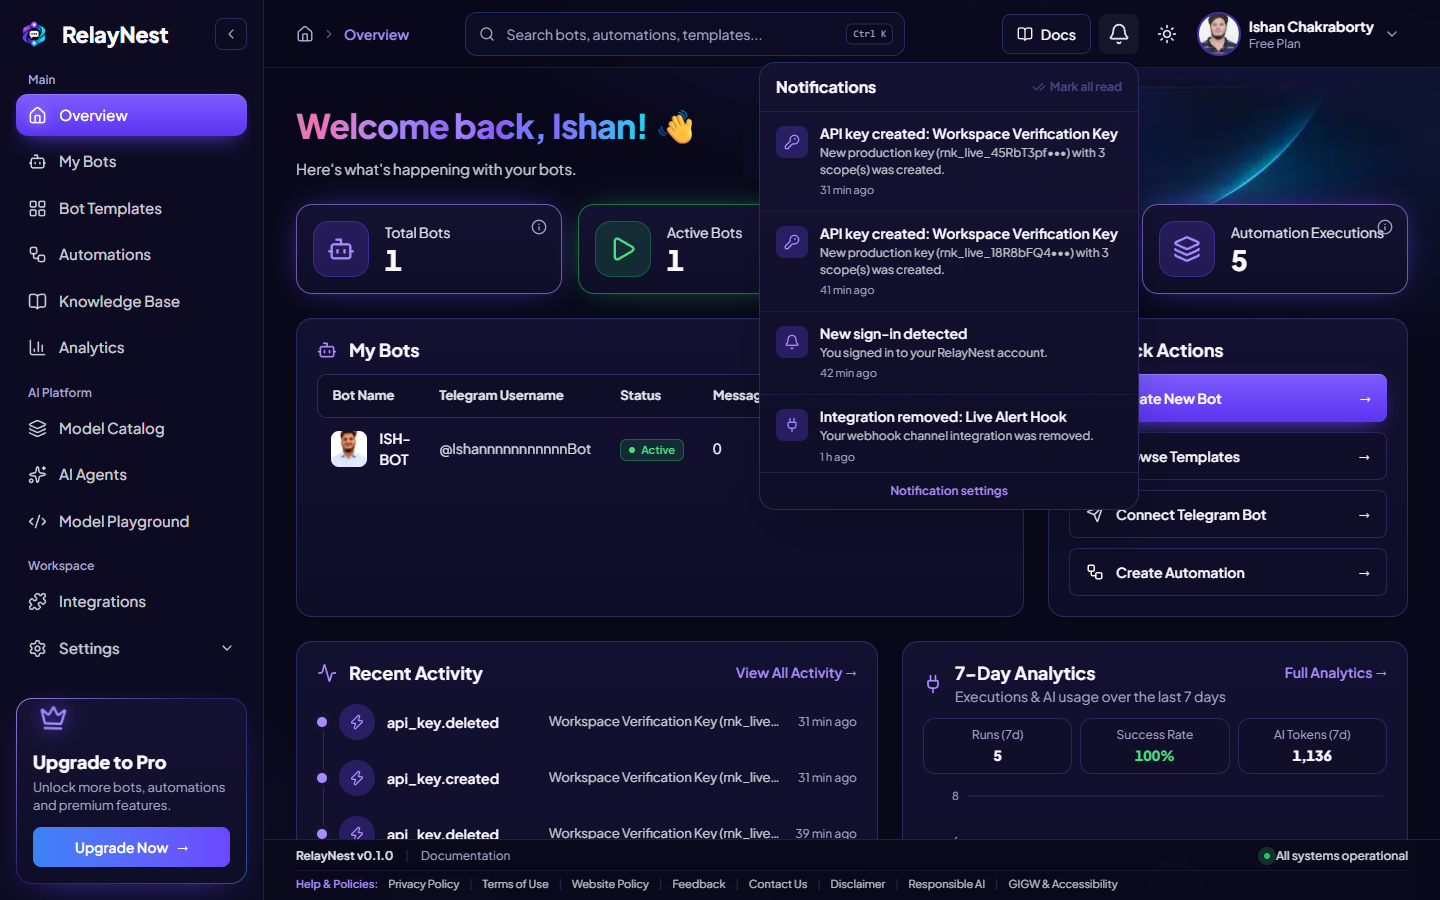 RelayNest
Main
Overview
My Bots
Bot Templates
Automations
Knowledge Base
Analytics
AI Platform
Model Catalog
AI Agents
Model Playground
Workspace
Integrations
Settings
Upgrade to Pro
Unlock more bots, automations
and premium features.
Upgrade Now →
Overview
Search bots, automations, templates...
Ctrl K
Docs
Ishan Chakraborty
Free Plan
Welcome back, Ishan! 👋
Here's what's happening with your bots.
Total Bots
1
Active Bots
1
Automation Executions
5
Notifications
Mark all read
API key created: Workspace Verification Key
New production key (rnk_live_45RbT3pf•••) with 3
scope(s) was created.
31 min ago
API key created: Workspace Verification Key
New production key (rnk_live_18R8bFQ4•••) with 3
scope(s) was created.
41 min ago
New sign-in detected
You signed in to your RelayNest account.
42 min ago
Integration removed: Live Alert Hook
Your webhook channel integration was removed.
1 h ago
Notification settings
My Bots
Bot Name Telegram Username Status Messag
ISH-
BOT
@IshannnnnnnnnnnBot
Active
0
ck Actions
ate New Bot →
wse Templates →
Connect Telegram Bot →
Create Automation →
Recent Activity
View All Activity →
api_key.deleted Workspace Verification Key (rnk_live... 31 min ago
api_key.created Workspace Verification Key (rnk_live... 31 min ago
api_key.deleted Workspace Verification Key (rnk_live... 39 min ago
7-Day Analytics
Executions & AI usage over the last 7 days
Full Analytics →
Runs (7d)
5
Success Rate
100%
AI Tokens (7d)
1,136
8
RelayNest v0.1.0 Documentation
All systems operational
Help & Policies: Privacy Policy Terms of Use Website Policy Feedback Contact Us Disclaimer Responsible AI GIGW & Accessibility